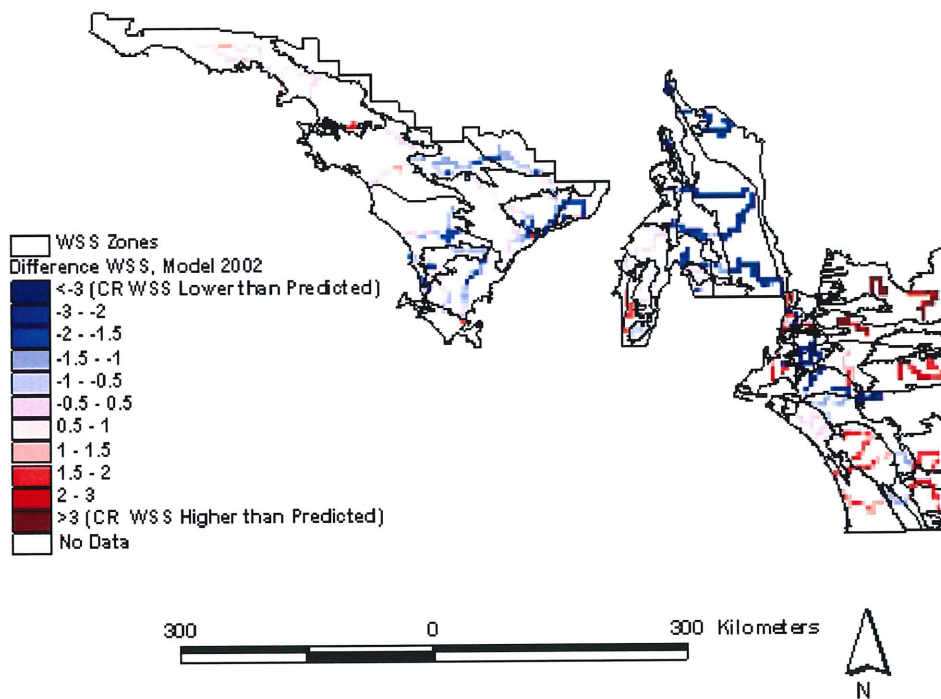 WSS Zones
Difference WSS, Model 2002
<-3 (CR WSS Lower than Predicted)
-3 - -2
-2 - -1.5
-1.5 - -1
-1 - -0.5
-0.5 - 0.5
0.5 - 1
1 - 1.5
1.5 - 2
2 - 3
>3 (CR WSS Higher than Predicted)
No Data
300 0 300 Kilometers
N